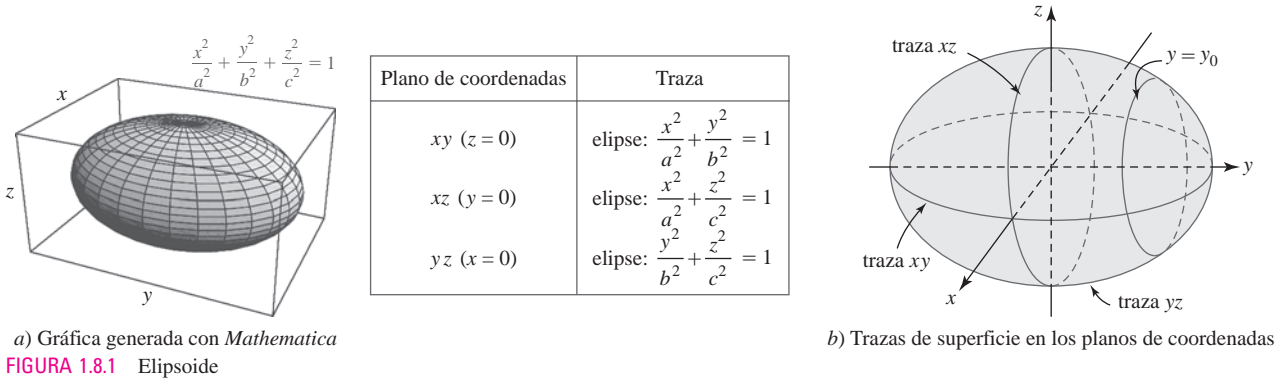 x²/a² + y²/b² + z²/c² = 1
x
z
y
Plano de coordenadas Traza
xy (z = 0) elipse: x²/a² + y²/b² = 1
xz (y = 0) elipse: x²/a² + z²/c² = 1
yz (x = 0) elipse: y²/b² + z²/c² = 1
z
traza xz
y = y₀
y
traza xy
x
traza yz
a) Gráfica generada con Mathematica
b) Trazas de superficie en los planos de coordenadas
FIGURA 1.8.1 Elipsoide